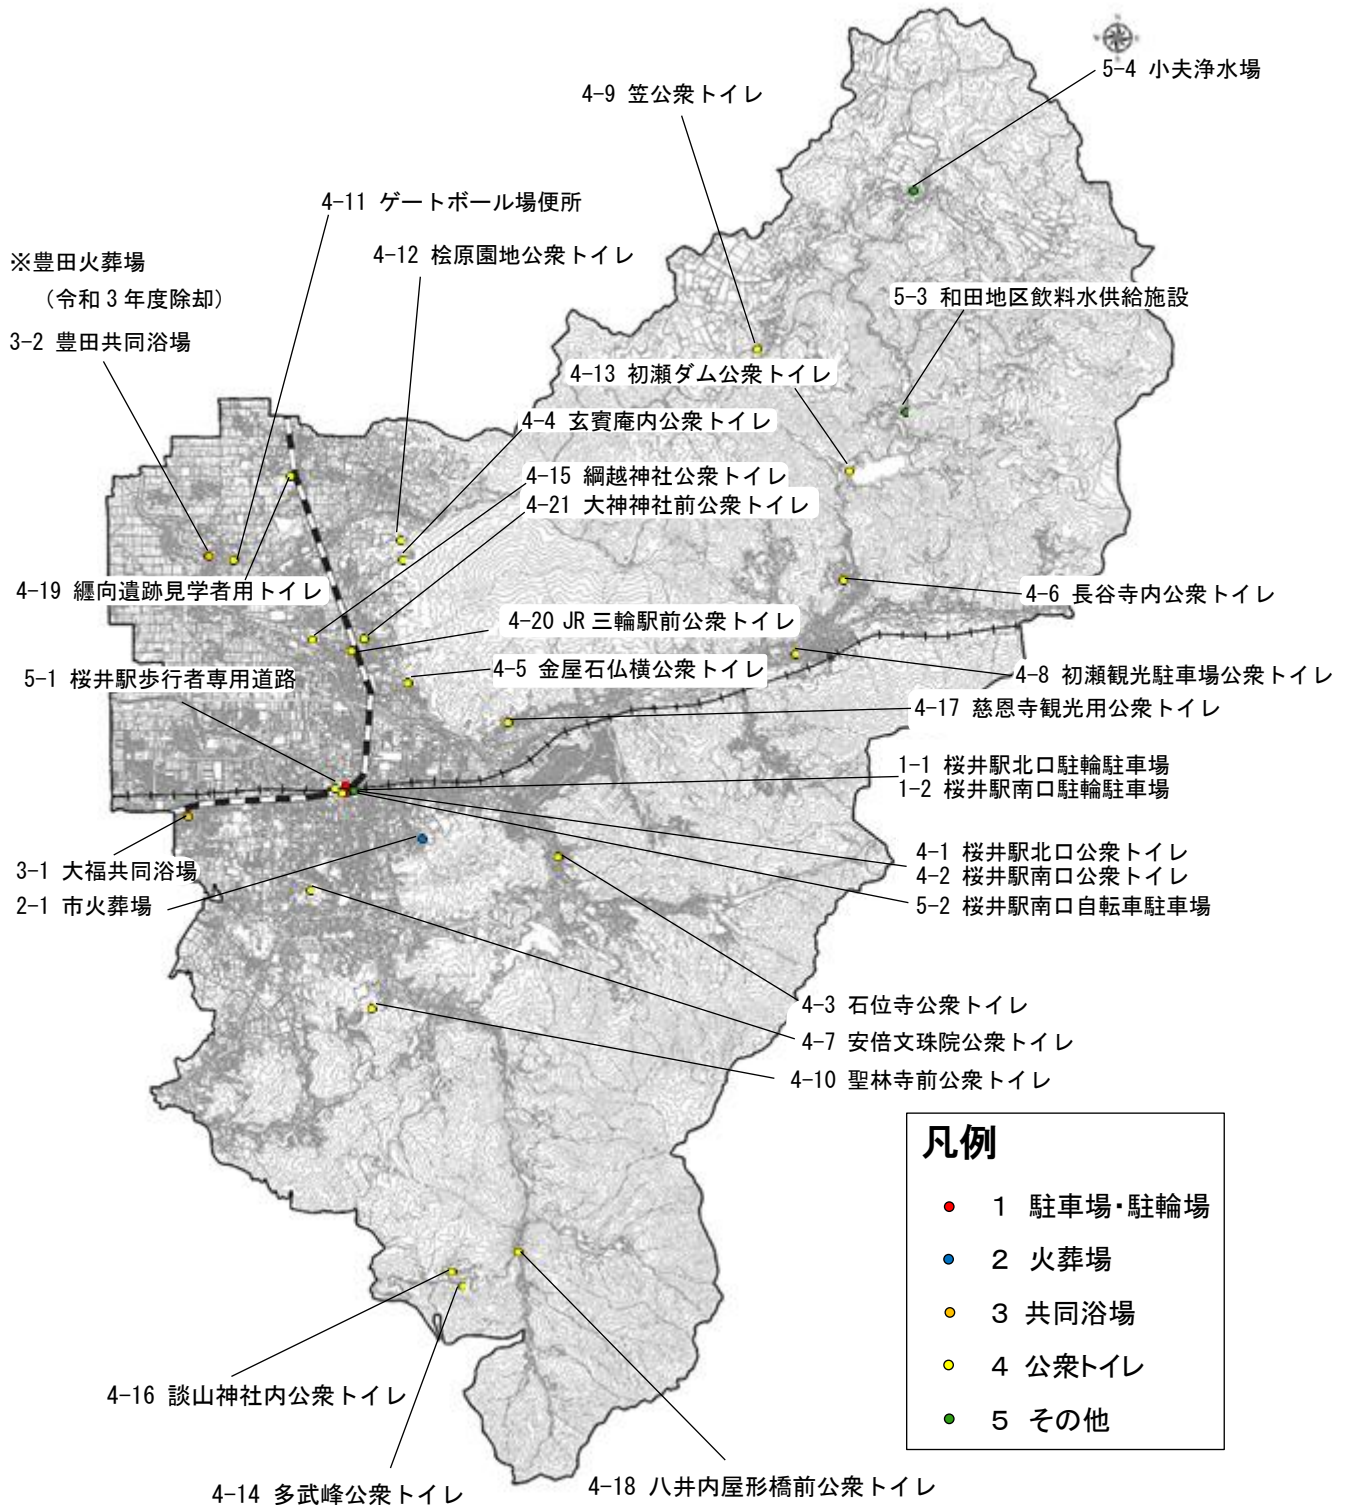 5-4 小夫浄水場
4-9 笠公衆トイレ
4-11 ゲートボール場便所
4-12 桧原園地公衆トイレ
※豊田火葬場
（令和３年度除却）
3-2 豊田共同浴場
5-3 和田地区飲料水供給施設
4-13 初瀬ダム公衆トイレ
4-4 玄賓庵内公衆トイレ
4-15 綱越神社公衆トイレ
4-21 大神神社前公衆トイレ
4-19 纒向遺跡見学者用トイレ
4-6 長谷寺内公衆トイレ
4-20 JR三輪駅前公衆トイレ
4-5 金屋石仏横公衆トイレ
4-8 初瀬観光駐車場公衆トイレ
5-1 桜井駅歩行者専用道路
4-17 慈恩寺観光用公衆トイレ
1-1 桜井駅北口駐輪駐車場
1-2 桜井駅南口駐輪駐車場
4-1 桜井駅北口公衆トイレ
4-2 桜井駅南口公衆トイレ
5-2 桜井駅南口自転車駐車場
3-1 大福共同浴場
2-1 市火葬場
4-3 石位寺公衆トイレ
4-7 安倍文珠院公衆トイレ
4-10 聖林寺前公衆トイレ
凡例
1 駐車場・駐輪場
2 火葬場
3 共同浴場
4 公衆トイレ
5 その他
4-16 談山神社内公衆トイレ
4-14 多武峰公衆トイレ
4-18 八井内屋形橋前公衆トイレ